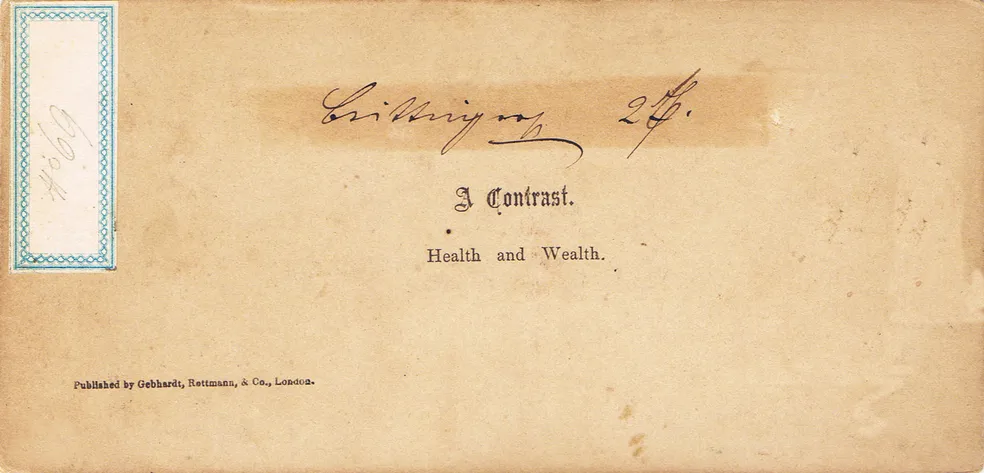 A Contrast.
Health and Wealth.
Published by Gebhardt, Rottmann, & Co., London.